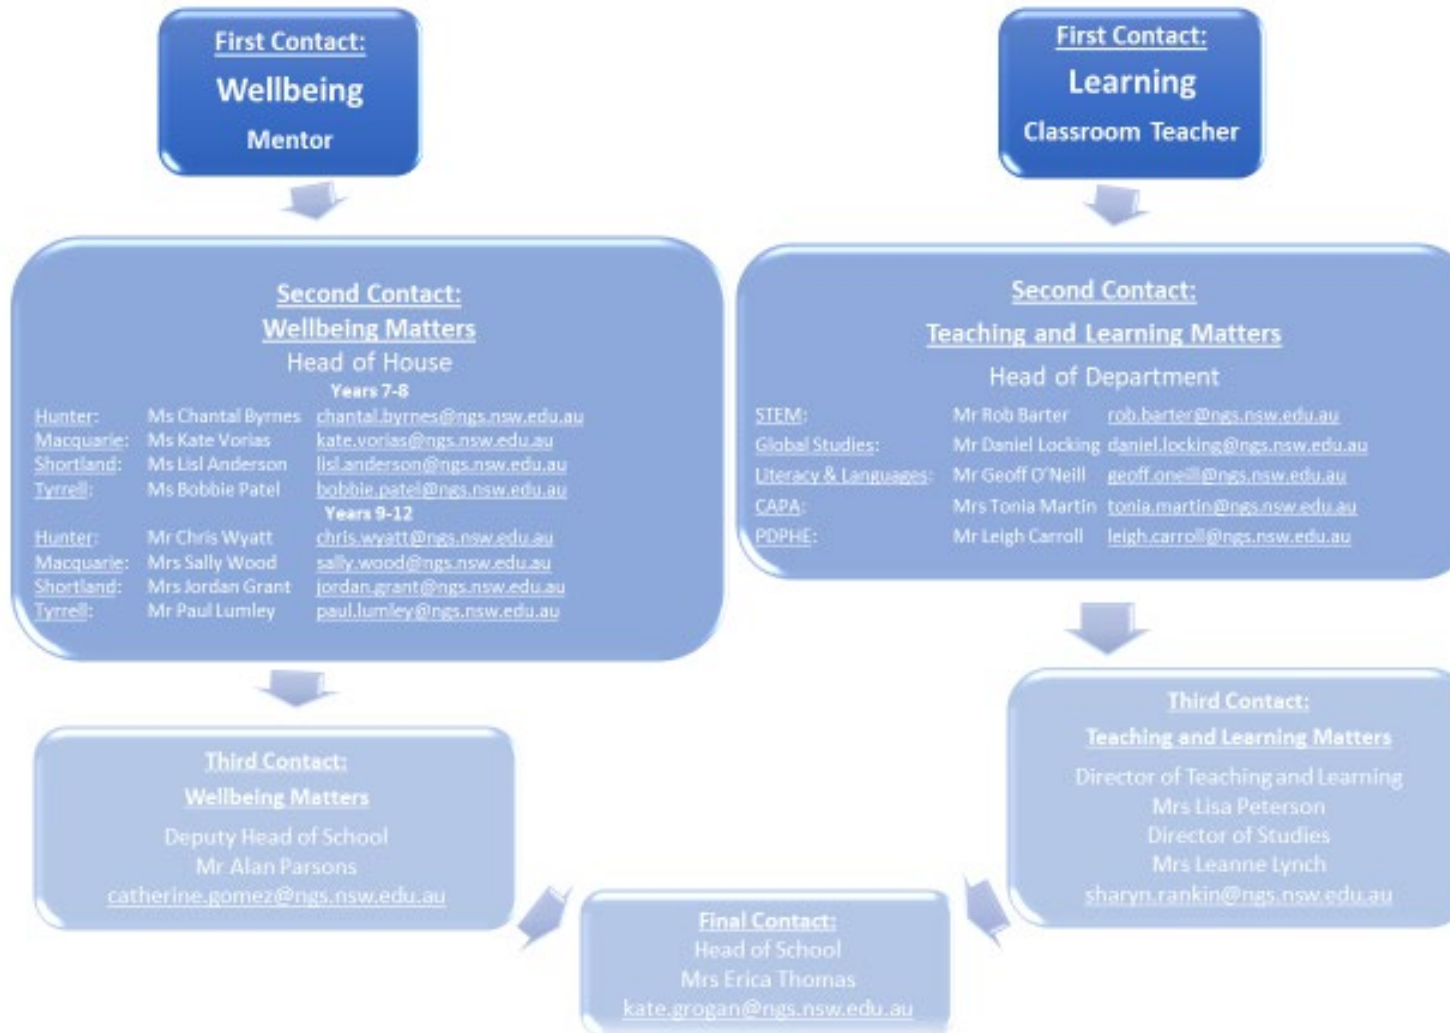 First Contact:
Wellbeing
Mentor
First Contact:
Learning
Classroom Teacher
Second Contact:
Wellbeing Matters
Head of House
Years 7-8
Hunter: Ms Chantal Byrnes chantal.byrnes@ngs.nsw.edu.au
Macquarie: Ms Kate Vorias kate.vorias@ngs.nsw.edu.au
Shortland: Ms Lisl Anderson lisl.anderson@ngs.nsw.edu.au
Tyrrell: Ms Bobbie Patel bobbie.patel@ngs.nsw.edu.au
Years 9-12
Hunter: Mr Chris Wyatt chris.wyatt@ngs.nsw.edu.au
Macquarie: Mrs Sally Wood sally.wood@ngs.nsw.edu.au
Shortland: Mrs Jordan Grant jordan.grant@ngs.nsw.edu.au
Tyrrell: Mr Paul Lumley paul.lumley@ngs.nsw.edu.au
Second Contact:
Teaching and Learning Matters
Head of Department
STEM: Mr Rob Barter rob.barter@ngs.nsw.edu.au
Global Studies: Mr Daniel Locking daniel.locking@ngs.nsw.edu.au
Literacy & Languages: Mr Geoff O'Neill geoff.oneill@ngs.nsw.edu.au
CAPA: Mrs Tonia Martin tonia.martin@ngs.nsw.edu.au
PDPHE: Mr Leigh Carroll leigh.carroll@ngs.nsw.edu.au
Third Contact:
Wellbeing Matters
Deputy Head of School
Mr Alan Parsons
catherine.gomez@ngs.nsw.edu.au
Third Contact:
Teaching and Learning Matters
Director of Teaching and Learning
Mrs Lisa Peterson
Director of Studies
Mrs Leanne Lynch
sharyn.rankin@ngs.nsw.edu.au
Final Contact:
Head of School
Mrs Erica Thomas
kate.grogan@ngs.nsw.edu.au